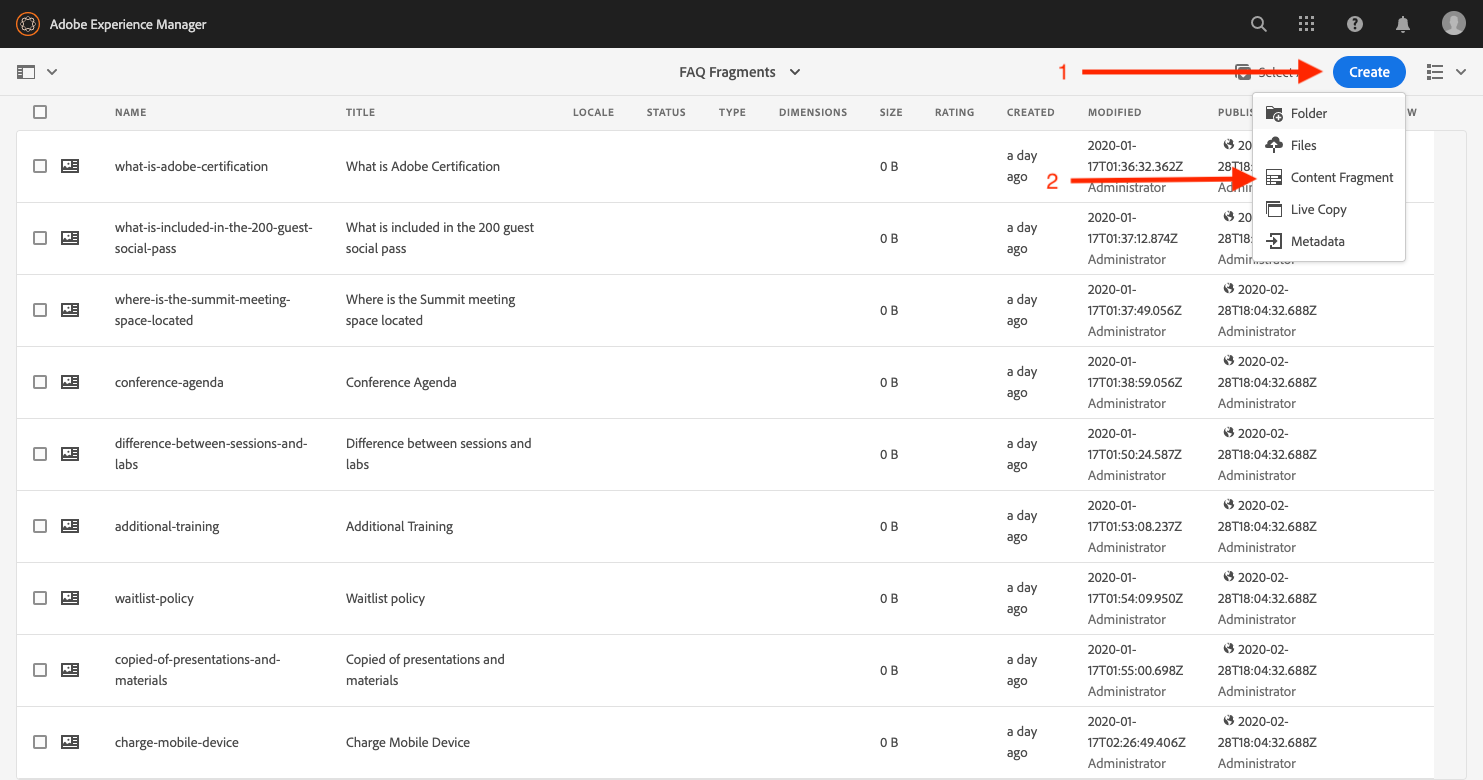 Adobe Experience Manager
FAQ Fragments
1
Select
Create
NAME TITLE LOCALE STATUS TYPE DIMENSIONS SIZE RATING CREATED MODIFIED PUBLIS W
Folder
Files
2
Content Fragment
Live Copy
Metadata
what-is-adobe-certification
What is Adobe Certification
0 B
a day
ago
2020-01-
17T01:36:32.362Z
Administrator
20
28T18:
Admin
what-is-included-in-the-200-guest-
social-pass
What is included in the 200 guest
social pass
0 B
a day
ago
2020-01-
17T01:37:12.874Z
Administrator
20
28T18:
Administrator
where-is-the-summit-meeting-
space-located
Where is the Summit meeting
space located
0 B
a day
ago
2020-01-
17T01:37:49.056Z
Administrator
2020-02-
28T18:04:32.688Z
Administrator
conference-agenda
Conference Agenda
0 B
a day
ago
2020-01-
17T01:38:59.056Z
Administrator
2020-02-
28T18:04:32.688Z
Administrator
difference-between-sessions-and-
labs
Difference between sessions and
labs
0 B
a day
ago
2020-01-
17T01:50:24.587Z
Administrator
2020-02-
28T18:04:32.688Z
Administrator
additional-training
Additional Training
0 B
a day
ago
2020-01-
17T01:53:08.237Z
Administrator
2020-02-
28T18:04:32.688Z
Administrator
waitlist-policy
Waitlist policy
0 B
a day
ago
2020-01-
17T01:54:09.950Z
Administrator
2020-02-
28T18:04:32.688Z
Administrator
copied-of-presentations-and-
materials
Copied of presentations and
materials
0 B
a day
ago
2020-01-
17T01:55:00.698Z
Administrator
2020-02-
28T18:04:32.688Z
Administrator
charge-mobile-device
Charge Mobile Device
0 B
a day
ago
2020-01-
17T02:26:49.406Z
Administrator
2020-02-
28T18:04:32.688Z
Administrator